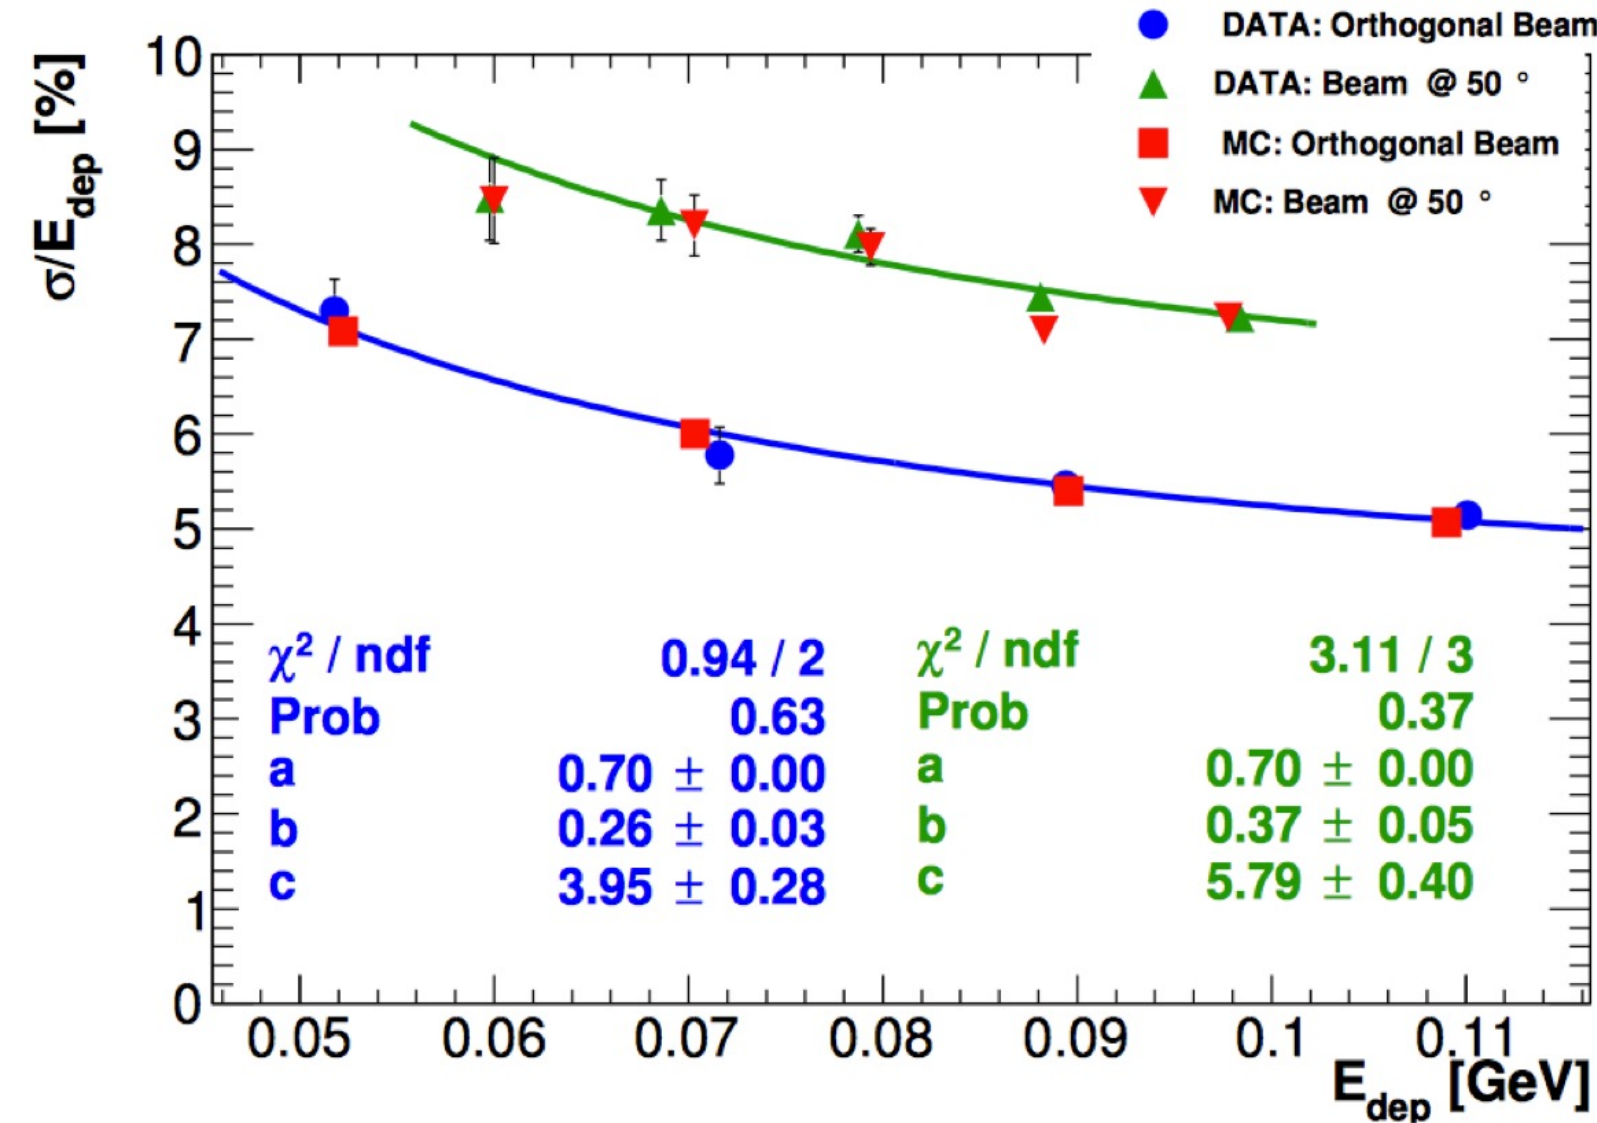 DATA: Orthogonal Beam
DATA: Beam @ 50 °
MC: Orthogonal Beam
MC: Beam @ 50 °
σ/E_dep [%]
10
9
8
7
6
5
4
3
2
1
0
χ² / ndf 0.94 / 2
Prob 0.63
a 0.70 ± 0.00
b 0.26 ± 0.03
c 3.95 ± 0.28
χ² / ndf 3.11 / 3
Prob 0.37
a 0.70 ± 0.00
b 0.37 ± 0.05
c 5.79 ± 0.40
0.05 0.06 0.07 0.08 0.09 0.1 0.11
E_dep [GeV]